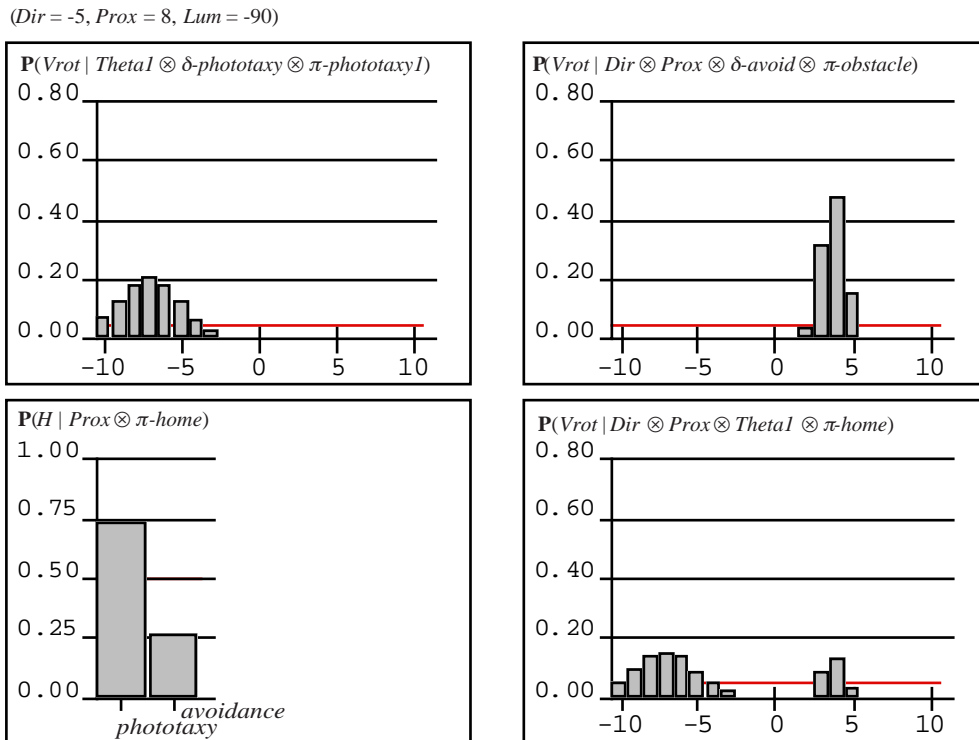 (Dir = -5, Prox = 8, Lum = -90)
P(Vrot | Theta1 ⊗ δ-phototaxy ⊗ π-phototaxy1)
0.80
0.60
0.40
0.20
0.00
-10 -5 0 5 10
P(Vrot | Dir ⊗ Prox ⊗ δ-avoid ⊗ π-obstacle)
0.80
0.60
0.40
0.20
0.00
-10 -5 0 5 10
P(H | Prox ⊗ π-home)
1.00
0.75
0.50
0.25
0.00
avoidance
phototaxy
P(Vrot | Dir ⊗ Prox ⊗ Theta1 ⊗ π-home)
0.80
0.60
0.40
0.20
0.00
-10 -5 0 5 10